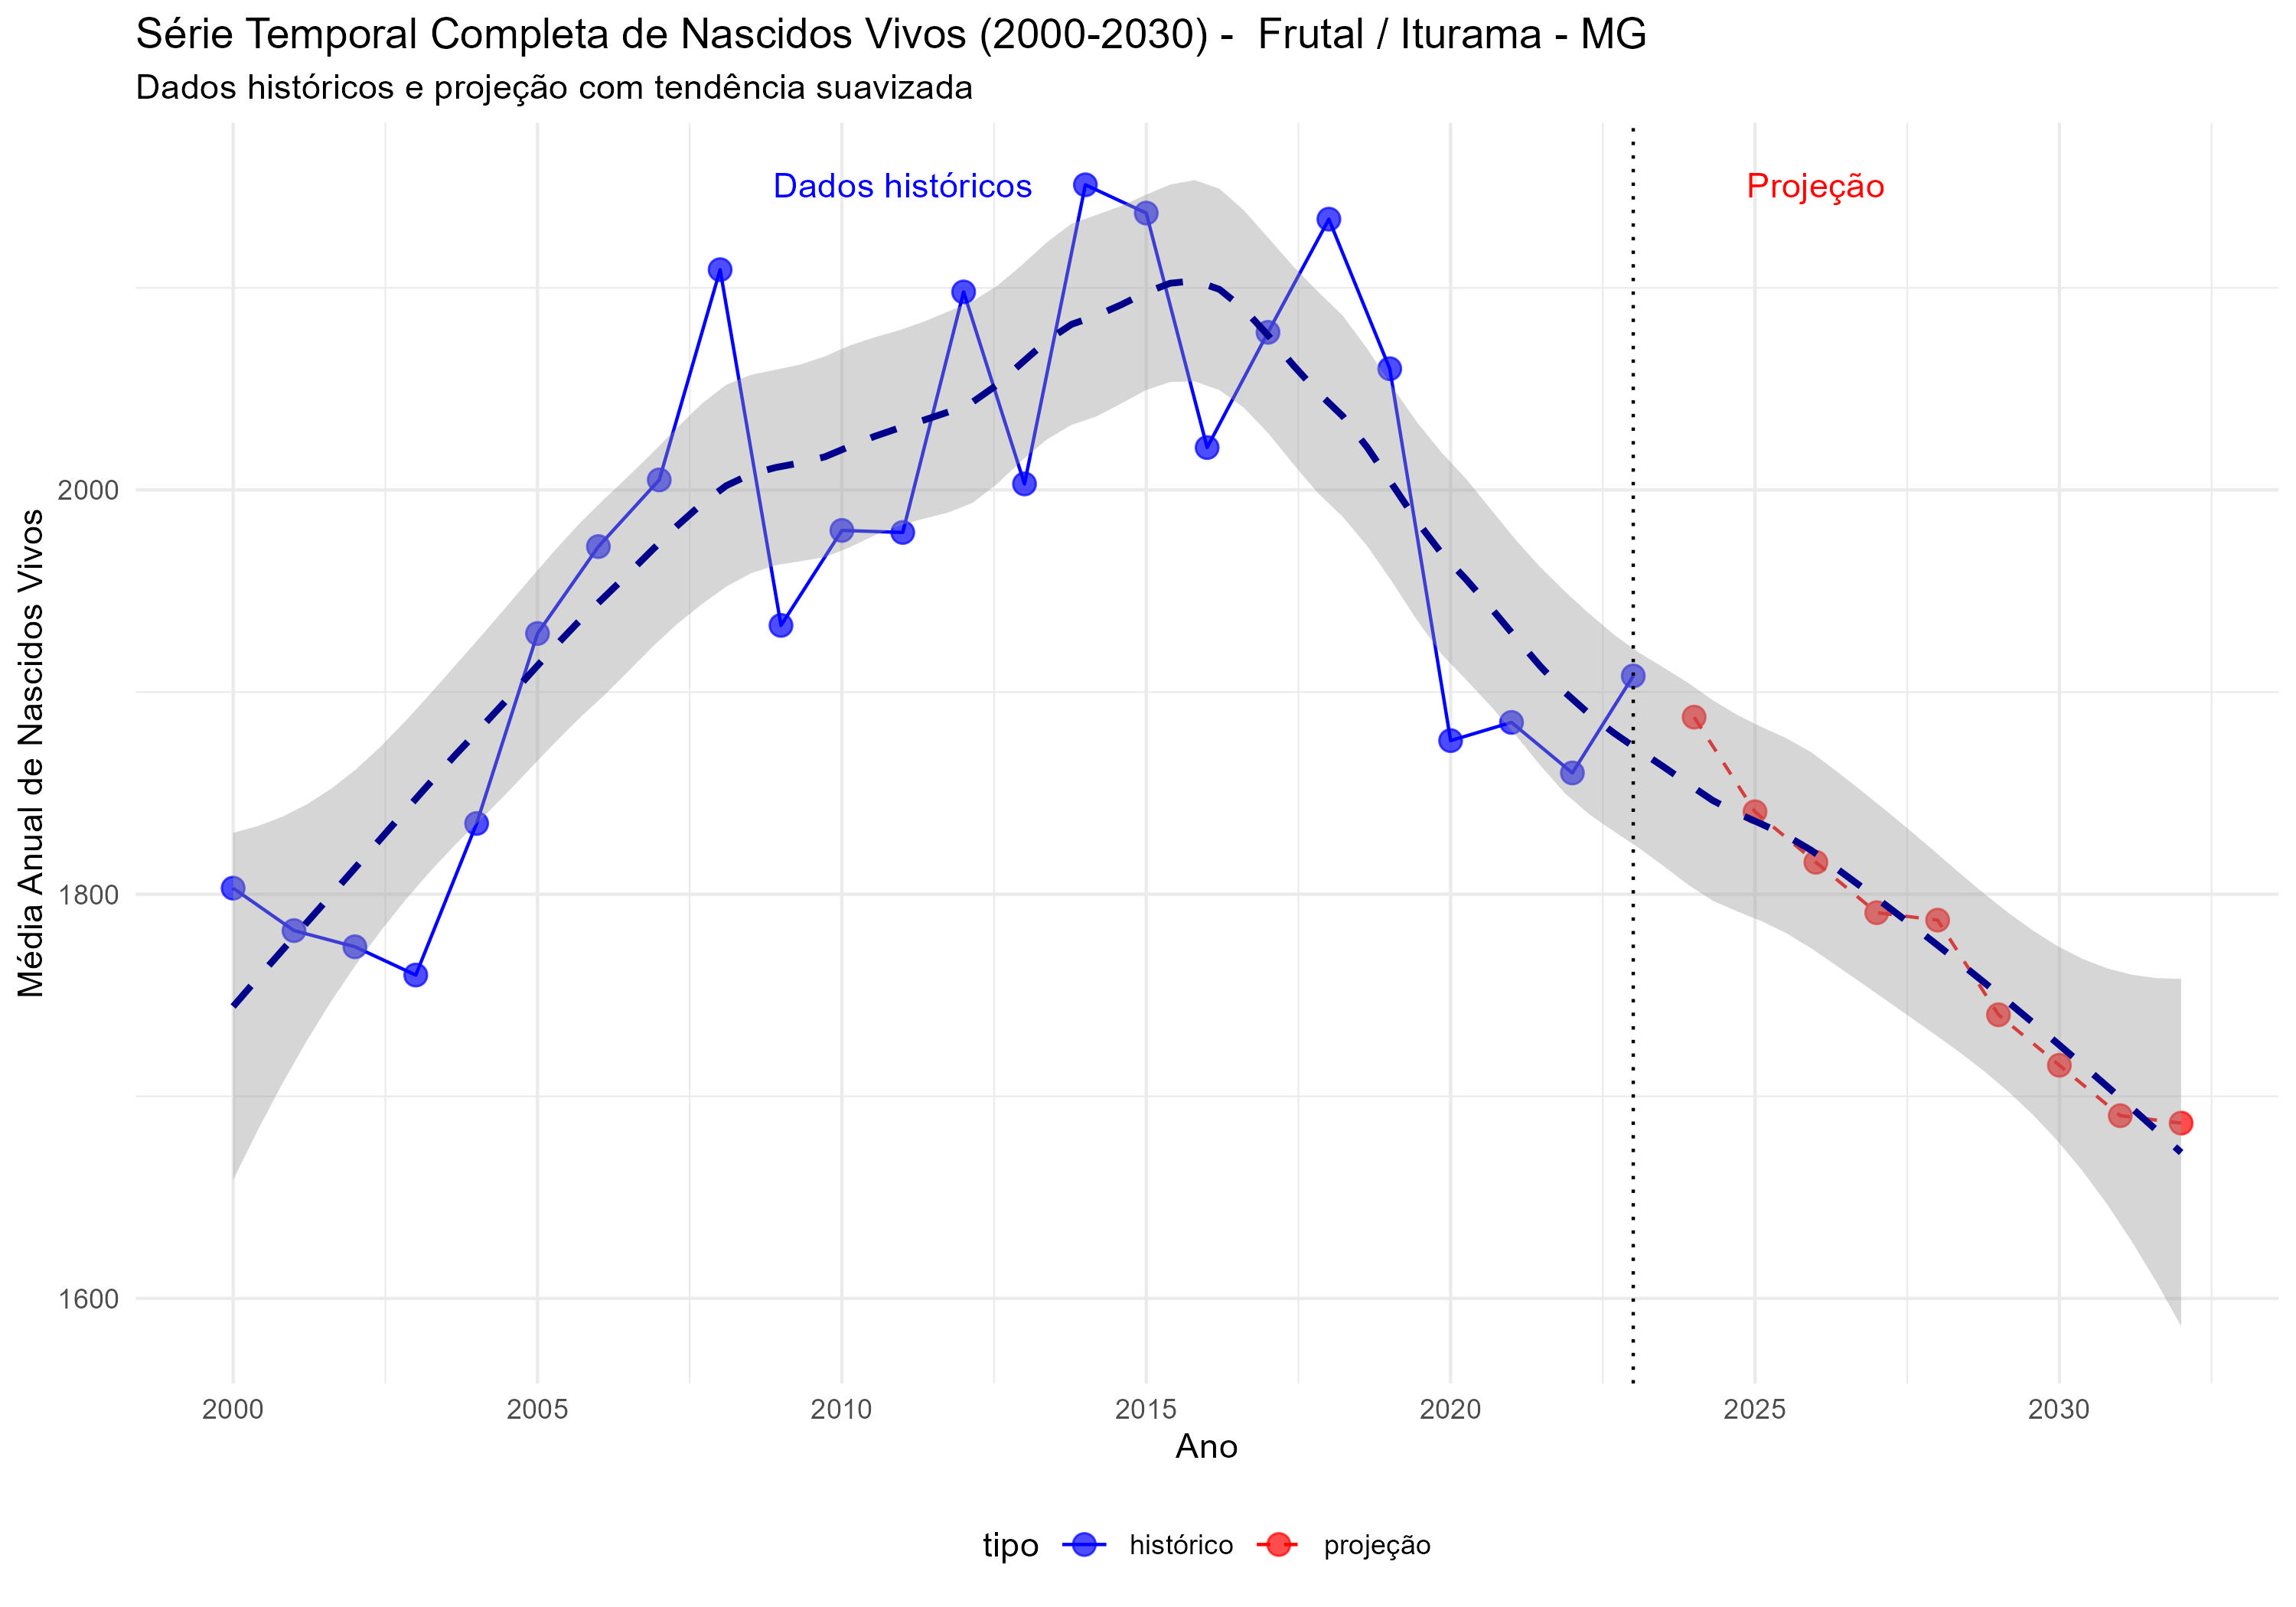 Série Temporal Completa de Nascidos Vivos (2000-2030) -  Frutal / Iturama - MG
Dados históricos e projeção com tendência suavizada
Dados históricos
Projeção
Média Anual de Nascidos Vivos
2000
1800
1600
2000
2005
2010
2015
2020
2025
2030
Ano
tipo
histórico
projeção